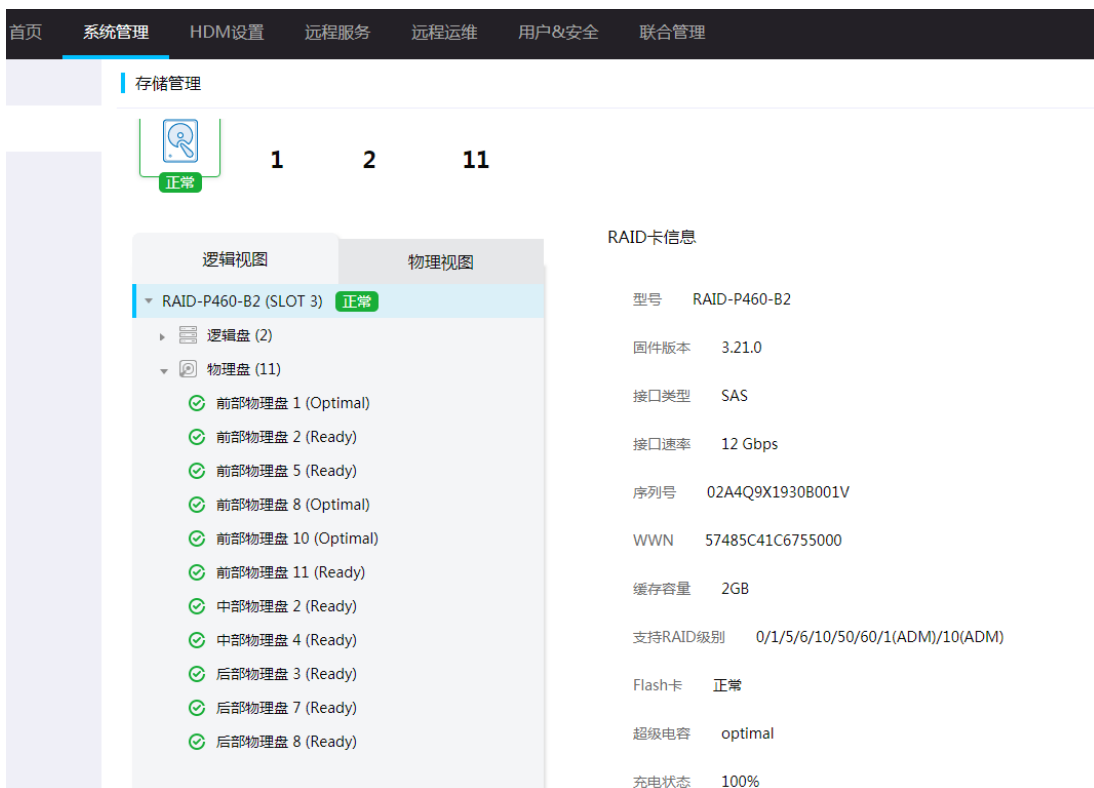 首页 系统管理 HDM设置 远程服务 远程运维 用户&安全 联合管理
存储管理
1 2 11
正常
逻辑视图 物理视图
RAID-P460-B2 (SLOT 3) 正常
逻辑盘 (2)
物理盘 (11)
前部物理盘 1 (Optimal)
前部物理盘 2 (Ready)
前部物理盘 5 (Ready)
前部物理盘 8 (Optimal)
前部物理盘 10 (Optimal)
前部物理盘 11 (Ready)
中部物理盘 2 (Ready)
中部物理盘 4 (Ready)
后部物理盘 3 (Ready)
后部物理盘 7 (Ready)
后部物理盘 8 (Ready)
RAID卡信息
型号 RAID-P460-B2
固件版本 3.21.0
接口类型 SAS
接口速率 12 Gbps
序列号 02A4Q9X1930B001V
WWN 57485C41C6755000
缓存容量 2GB
支持RAID级别 0/1/5/6/10/50/60/1(ADM)/10(ADM)
Flash卡 正常
超级电容 optimal
充电状态 100%